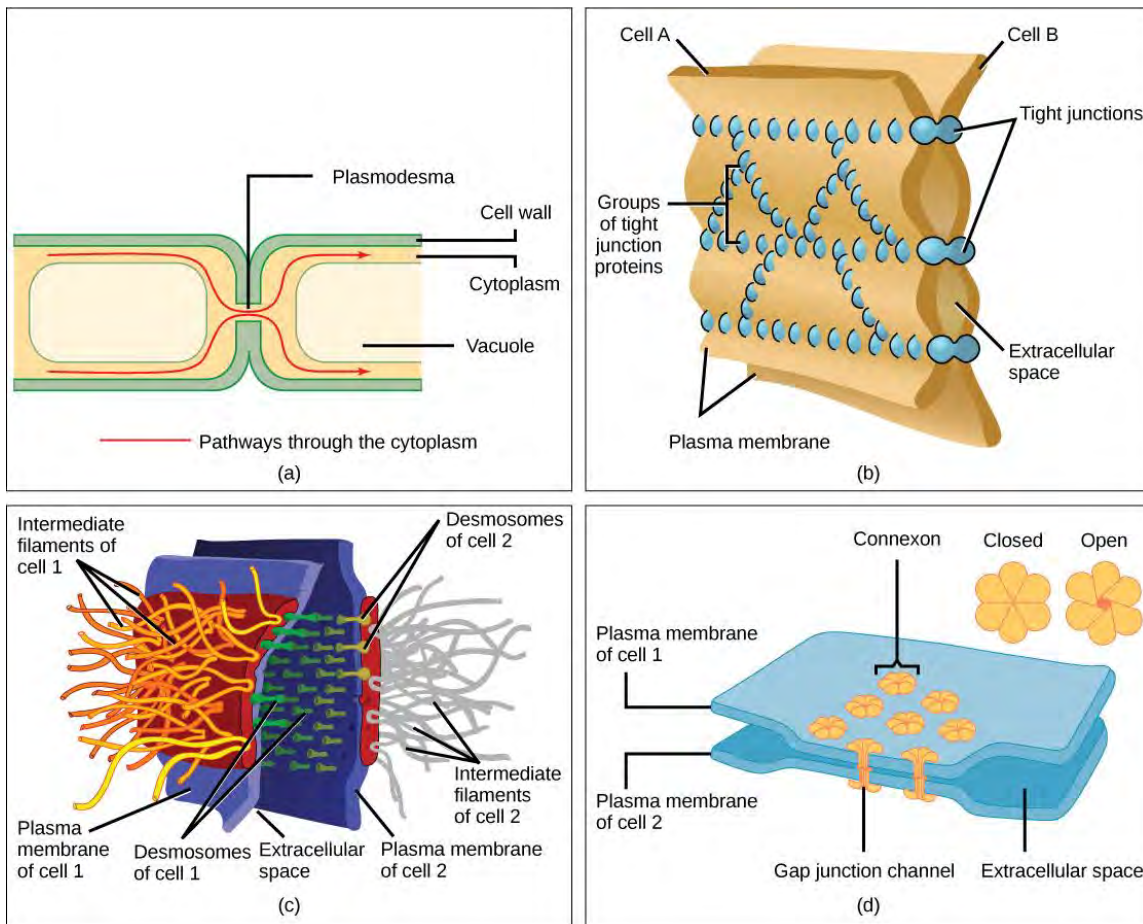 Plasmodesma
Cell wall
Cytoplasm
Vacuole
Pathways through the cytoplasm
(a)
Cell A
Cell B
Tight junctions
Groups
of tight
junction
proteins
Extracellular
space
Plasma membrane
(b)
Intermediate
filaments of
cell 1
Desmosomes
of cell 2
Intermediate
filaments
of cell 2
Plasma
membrane
of cell 1
Desmosomes of
cell 1
Extracellular
space
Plasma membrane of
cell 2
(c)
Connexon
Closed
Open
Plasma membrane
of cell 1
Plasma membrane
of cell 2
Gap junction channel
Extracellular space
(d)